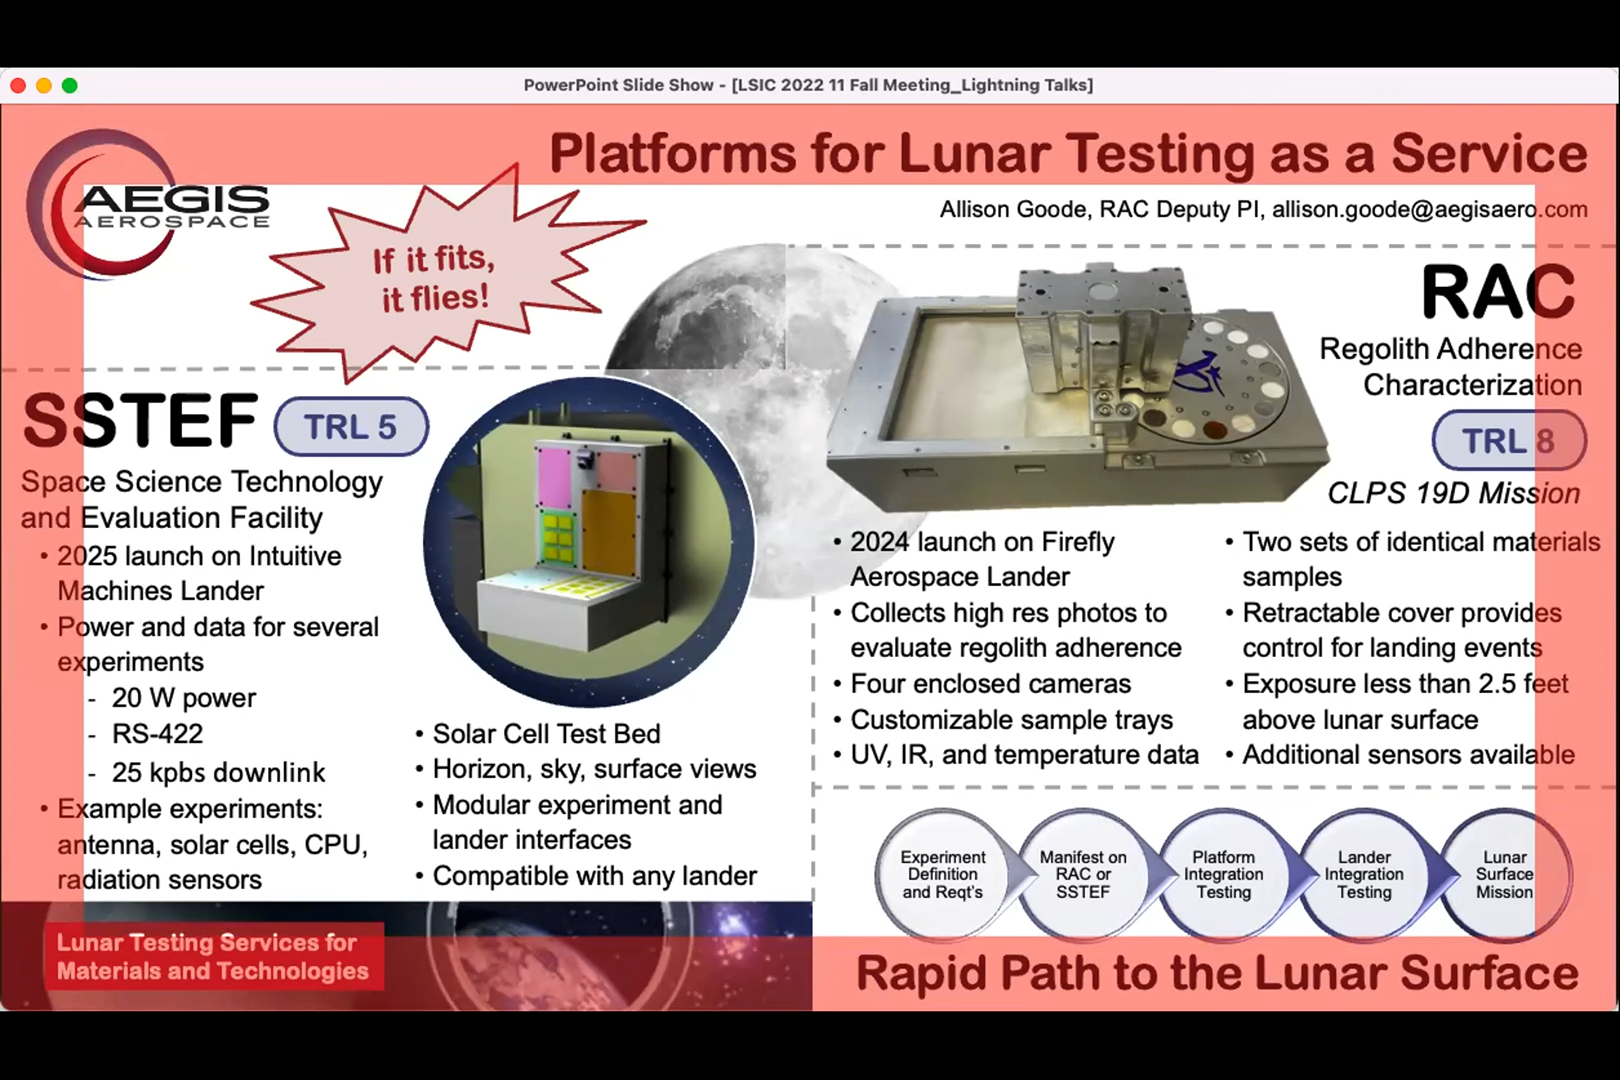 PowerPoint Slide Show - [LSIC 2022 11 Fall Meeting_Lightning Talks]
AEGIS
AEROSPACE
Platforms for Lunar Testing as a Service
Allison Goode, RAC Deputy PI, allison.goode@aegisaero.com
If it fits,
it flies!
SSTEF
TRL 5
Space Science Technology
and Evaluation Facility
• 2025 launch on Intuitive
Machines Lander
• Power and data for several
experiments
- 20 W power
- RS-422
- 25 kpbs downlink
• Example experiments:
antenna, solar cells, CPU,
radiation sensors
• Solar Cell Test Bed
• Horizon, sky, surface views
• Modular experiment and
lander interfaces
• Compatible with any lander
Lunar Testing Services for
Materials and Technologies
RAC
Regolith Adherence
Characterization
TRL 8
CLPS 19D Mission
• 2024 launch on Firefly
Aerospace Lander
• Collects high res photos to
evaluate regolith adherence
• Four enclosed cameras
• Customizable sample trays
• UV, IR, and temperature data
• Two sets of identical materials
samples
• Retractable cover provides
control for landing events
• Exposure less than 2.5 feet
above lunar surface
• Additional sensors available
Experiment
Definition
and Reqt's
Manifest on
RAC or
SSTEF
Platform
Integration
Testing
Lander
Integration
Testing
Lunar
Surface
Mission
Rapid Path to the Lunar Surface